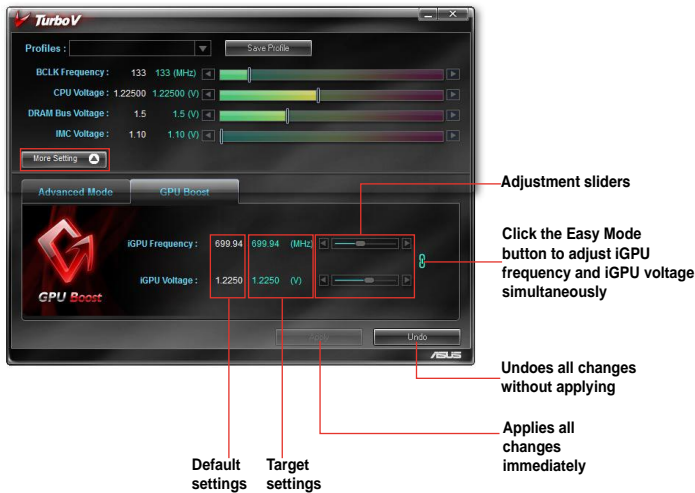 TurboV
Profiles :
Save Profile
BCLK Frequency : 133 133 (MHz)
CPU Voltage : 1.22500 1.22500 (V)
DRAM Bus Voltage : 1.5 1.5 (V)
IMC Voltage : 1.10 1.10 (V)
More Setting
Advanced Mode
GPU Boost
iGPU Frequency : 699.94 699.94 (MHz)
iGPU Voltage : 1.2250 1.2250 (V)
GPU Boost
Apply
Undo
ASUS
Adjustment sliders
Click the Easy Mode
button to adjust iGPU
frequency and iGPU voltage
simultaneously
Undoes all changes
without applying
Applies all
changes
immediately
Default
settings
Target
settings